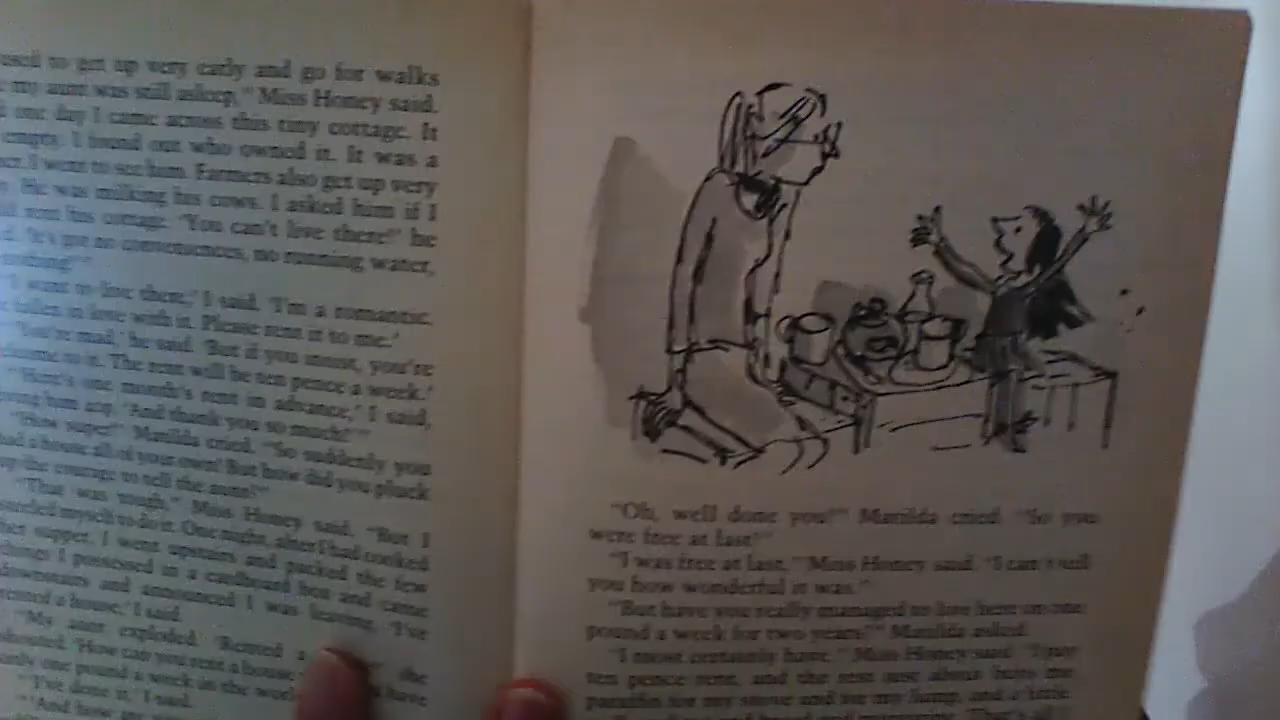 used to get up very early and go for walks
my aunt was still asleep," Miss Honey said.
one day I came across this tiny cottage. It
empty. I found out who owned it. It was a
I went to see him. Farmers also get up very
He was milking his cows. I asked him if I
rent his cottage. 'You can't live there!' he
'It's got no conveniences, no running water,
"'I want to live there,' I said. 'I'm a romantic.
fallen in love with it. Please rent it to me.'
'You're mad,' he said. 'But if you must, you're
to it. The rent will be ten pence a week.'
"'Here's one month's rent in advance,' I said,
giving him 'And thank you so much!'"
"How super!" Matilda cried. "So suddenly you
had a house all of your own! But how did you pluck
up the courage to tell the aunt?"
"That was tough," Miss Honey said. "But I
myself to do it. One night, after I had cooked
her supper, I went upstairs and packed the few
things I possessed in a cardboard box and came
downstairs and announced I was leaving. 'I've
rented a house,' I said.
"My aunt exploded. 'Rented a
'How can you rent a house have
only one pound a week in the world
"'I've done it,' I said.
"'And how are
"Oh, well done you!" Matilda cried. "So you
were free at last!"
"I was free at last," Miss Honey said. "I can't tell
you how wonderful it was."
"But have you really managed to live here on one
pound a week for two years?" Matilda asked.
"I most certainly have," Miss Honey said. "I pay
ten pence rent, and the rest just about buys me
paraffin for my stove and for my lamp, and a little